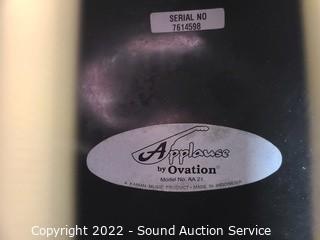 SERIAL NO
7614598
Applause
by Ovation®
Model No. AA 21
A KAMAN MUSIC PRODUCT • MADE IN INDONESIA
Copyright 2022 - Sound Auction Service